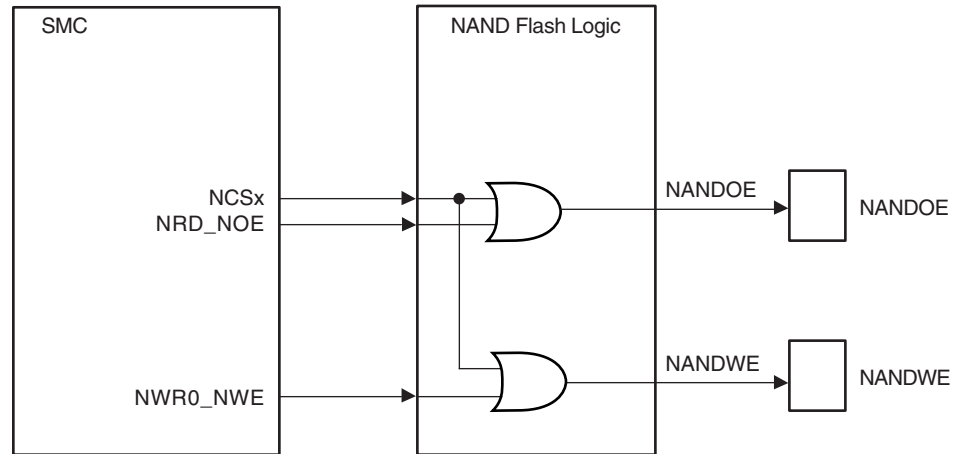 SMC
NAND Flash Logic
NCSx
NRD_NOE
NANDOE
NANDOE
NWR0_NWE
NANDWE
NANDWE